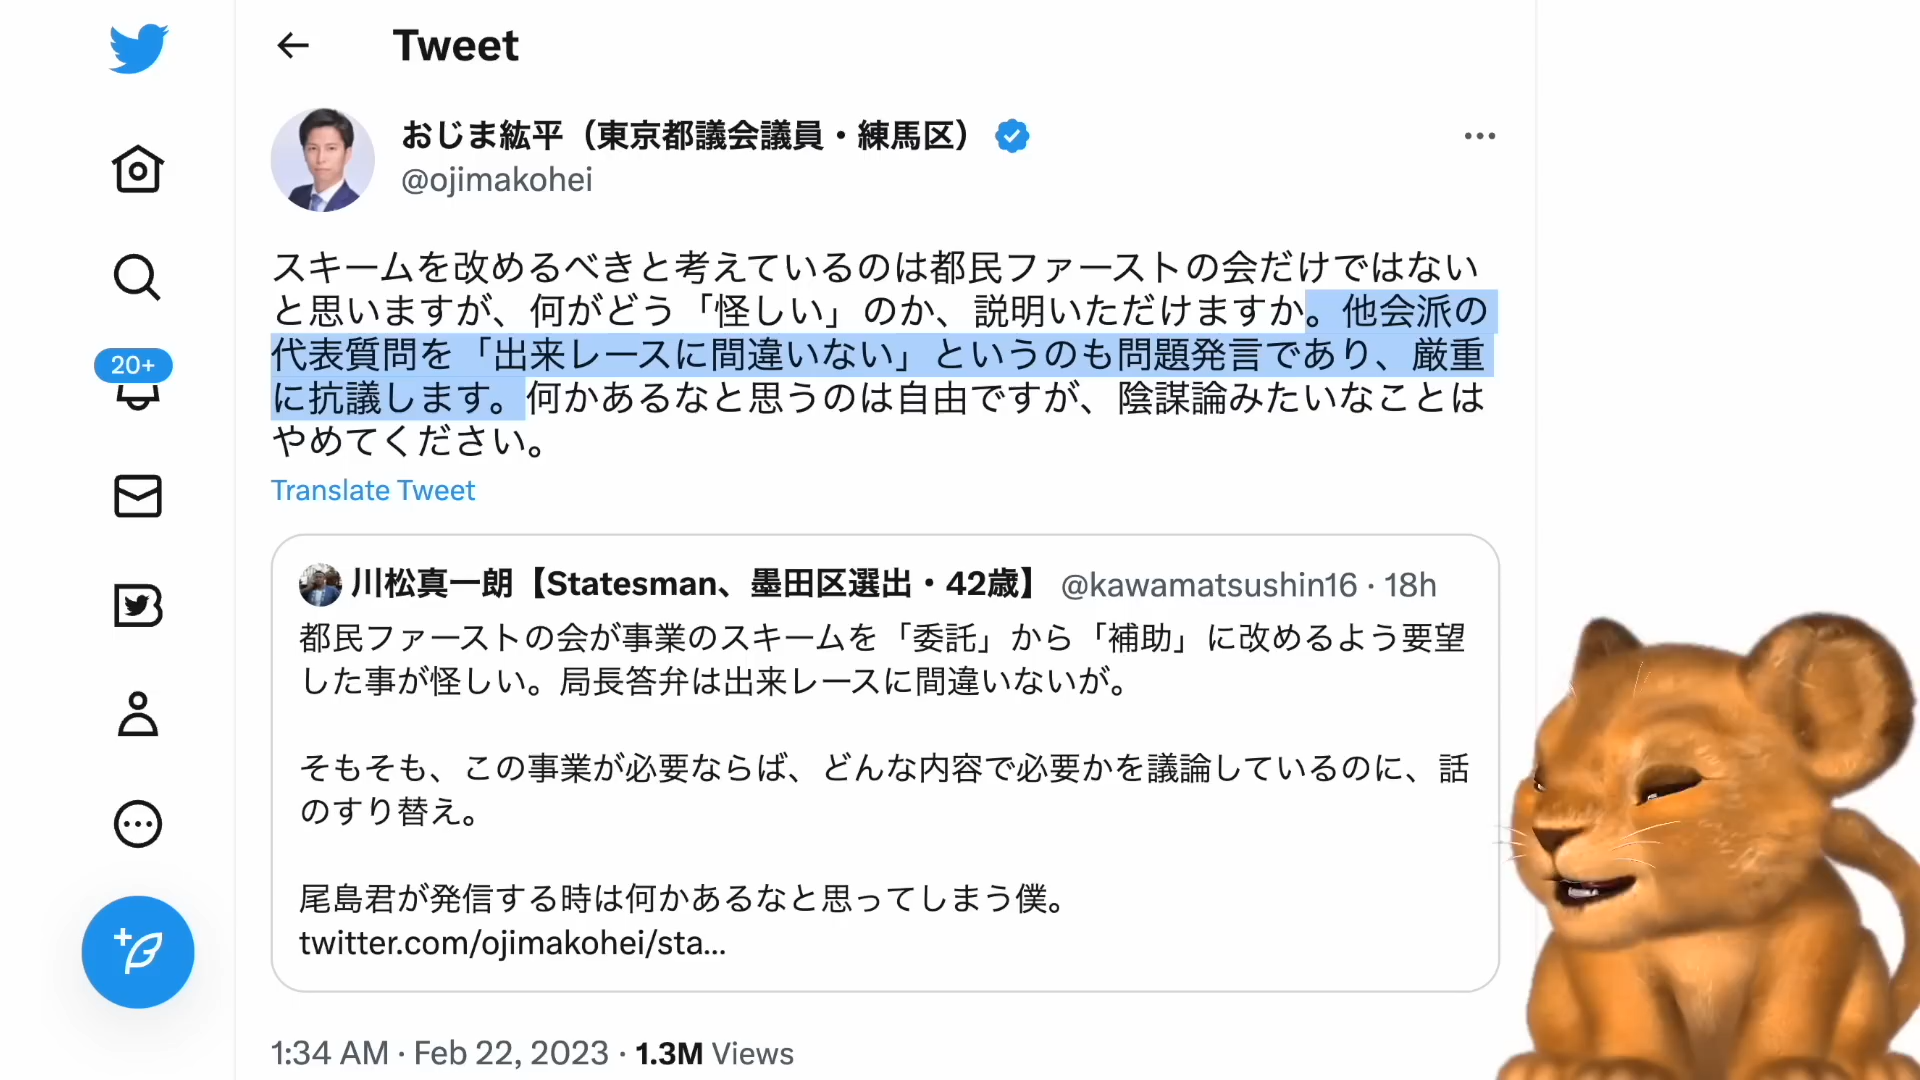 Tweet
おじま紘平（東京都議会議員・練馬区）
@ojimakohei
スキームを改めるべきと考えているのは都民ファーストの会だけではない
と思いますが、何がどう「怪しい」のか、説明いただけますか。他会派の
代表質問を「出来レースに間違いない」というのも問題発言であり、厳重
に抗議します。何かあるなと思うのは自由ですが、陰謀論みたいなことは
やめてください。
20+
Translate Tweet
川松真一朗【Statesman、墨田区選出・42歳】 @kawamatsushin16 · 18h
都民ファーストの会が事業のスキームを「委託」から「補助」に改めるよう要望
した事が怪しい。局長答弁は出来レースに間違いないが。
そもそも、この事業が必要ならば、どんな内容で必要かを議論しているのに、話
のすり替え。
尾島君が発信する時は何かあるなと思ってしまう僕。
twitter.com/ojimakohei/sta…
1:34 AM · Feb 22, 2023 · 1.3M Views